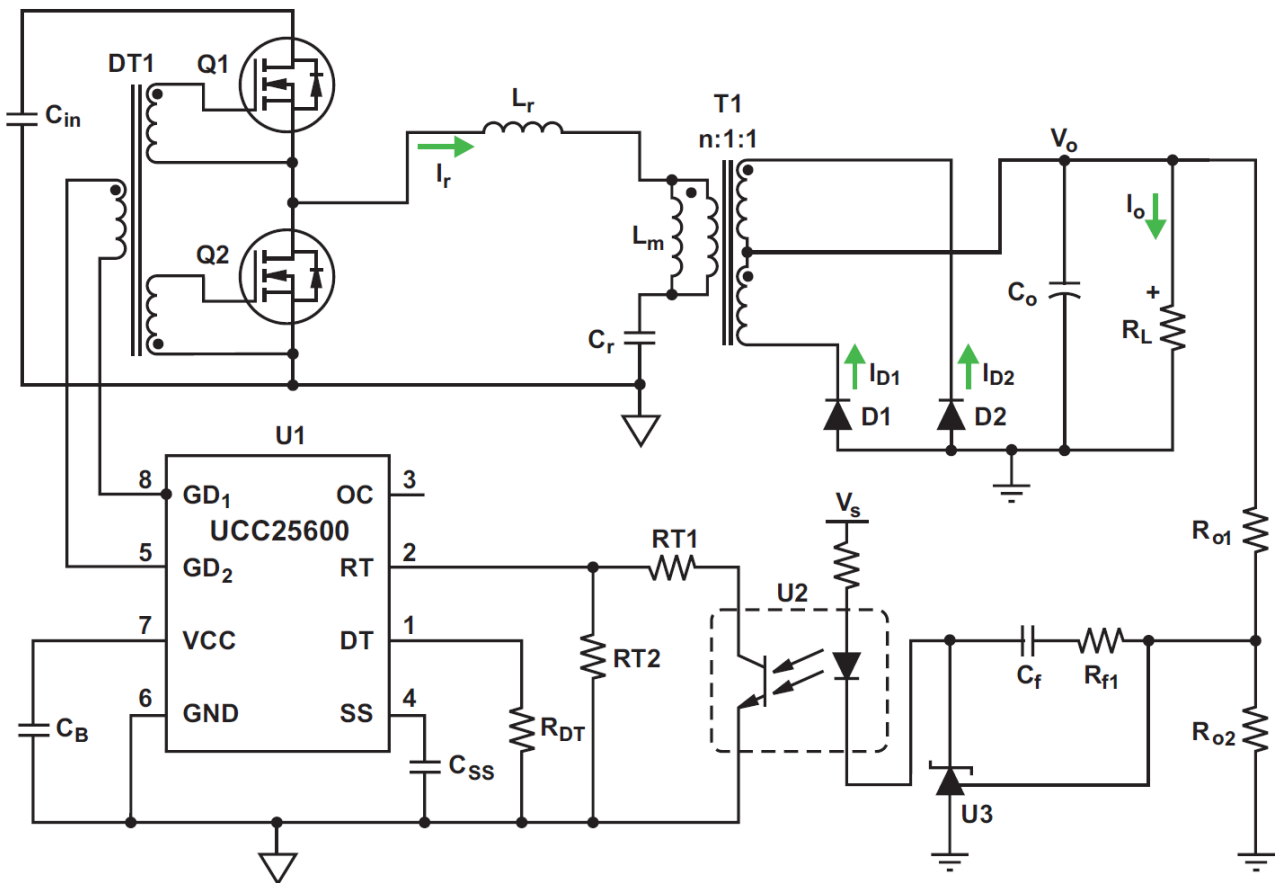 DT1
Q1
C_in
L_r
I_r
T1
n:1:1
V_o
I_o
Q2
L_m
C_o
+
R_L
C_r
I_D1
I_D2
D1
D2
U1
8
GD_1
OC
3
UCC25600
V_s
R_o1
5
GD_2
RT
2
RT1
U2
7
VCC
DT
1
RT2
C_f
R_f1
6
GND
SS
4
R_DT
R_o2
C_B
C_SS
U3